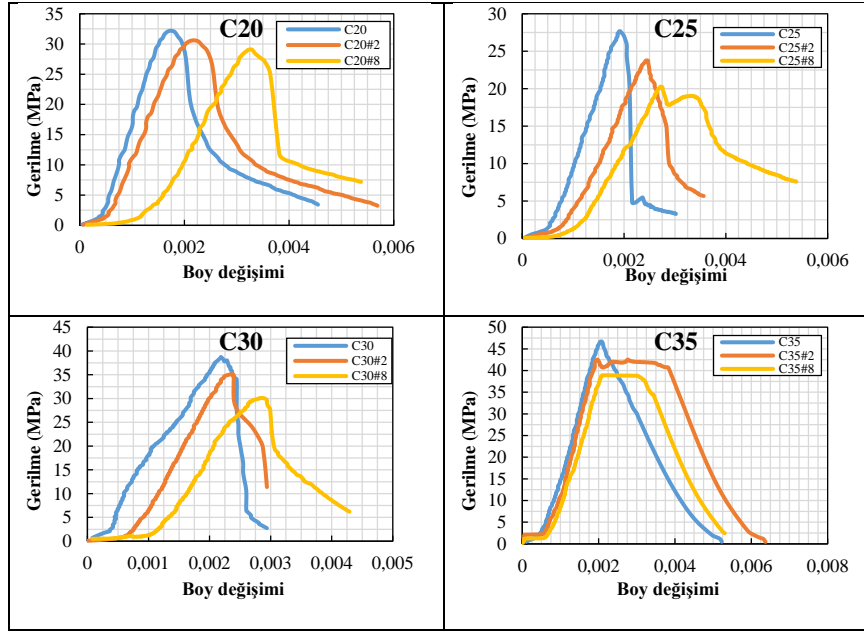 C20
C20
C20#2
C20#8
Gerilme (MPa)
35
30
25
20
15
10
5
0
0 0,002 0,004 0,006
Boy değişimi
C25
C25
C25#2
C25#8
Gerilme (MPa)
30
25
20
15
10
5
0
0 0,002 0,004 0,006
Boy değişimi
C30
C30
C30#2
C30#8
Gerilme (MPa)
45
40
35
30
25
20
15
10
5
0
0 0,001 0,002 0,003 0,004 0,005
Boy değişimi
C35
C35
C35#2
C35#8
Gerilme (MPa)
50
45
40
35
30
25
20
15
10
5
0
0 0,002 0,004 0,006 0,008
Boy değişimi